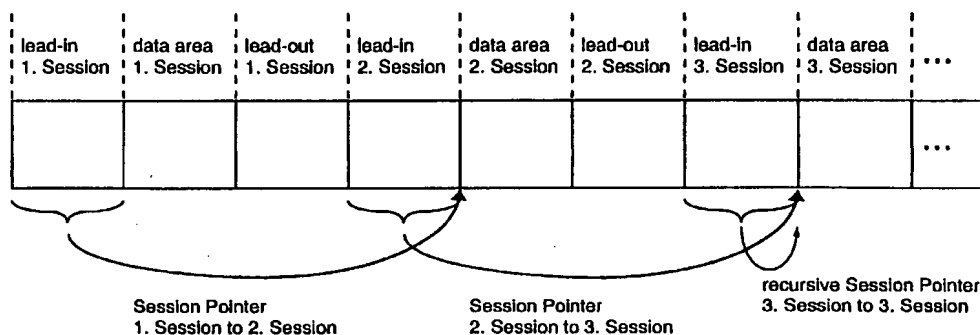 lead-in
1. Session
data area
1. Session
lead-out
1. Session
lead-in
2. Session
data area
2. Session
lead-out
2. Session
lead-in
3. Session
data area
3. Session
...
...
Session Pointer
1. Session to 2. Session
Session Pointer
2. Session to 3. Session
recursive Session Pointer
3. Session to 3. Session